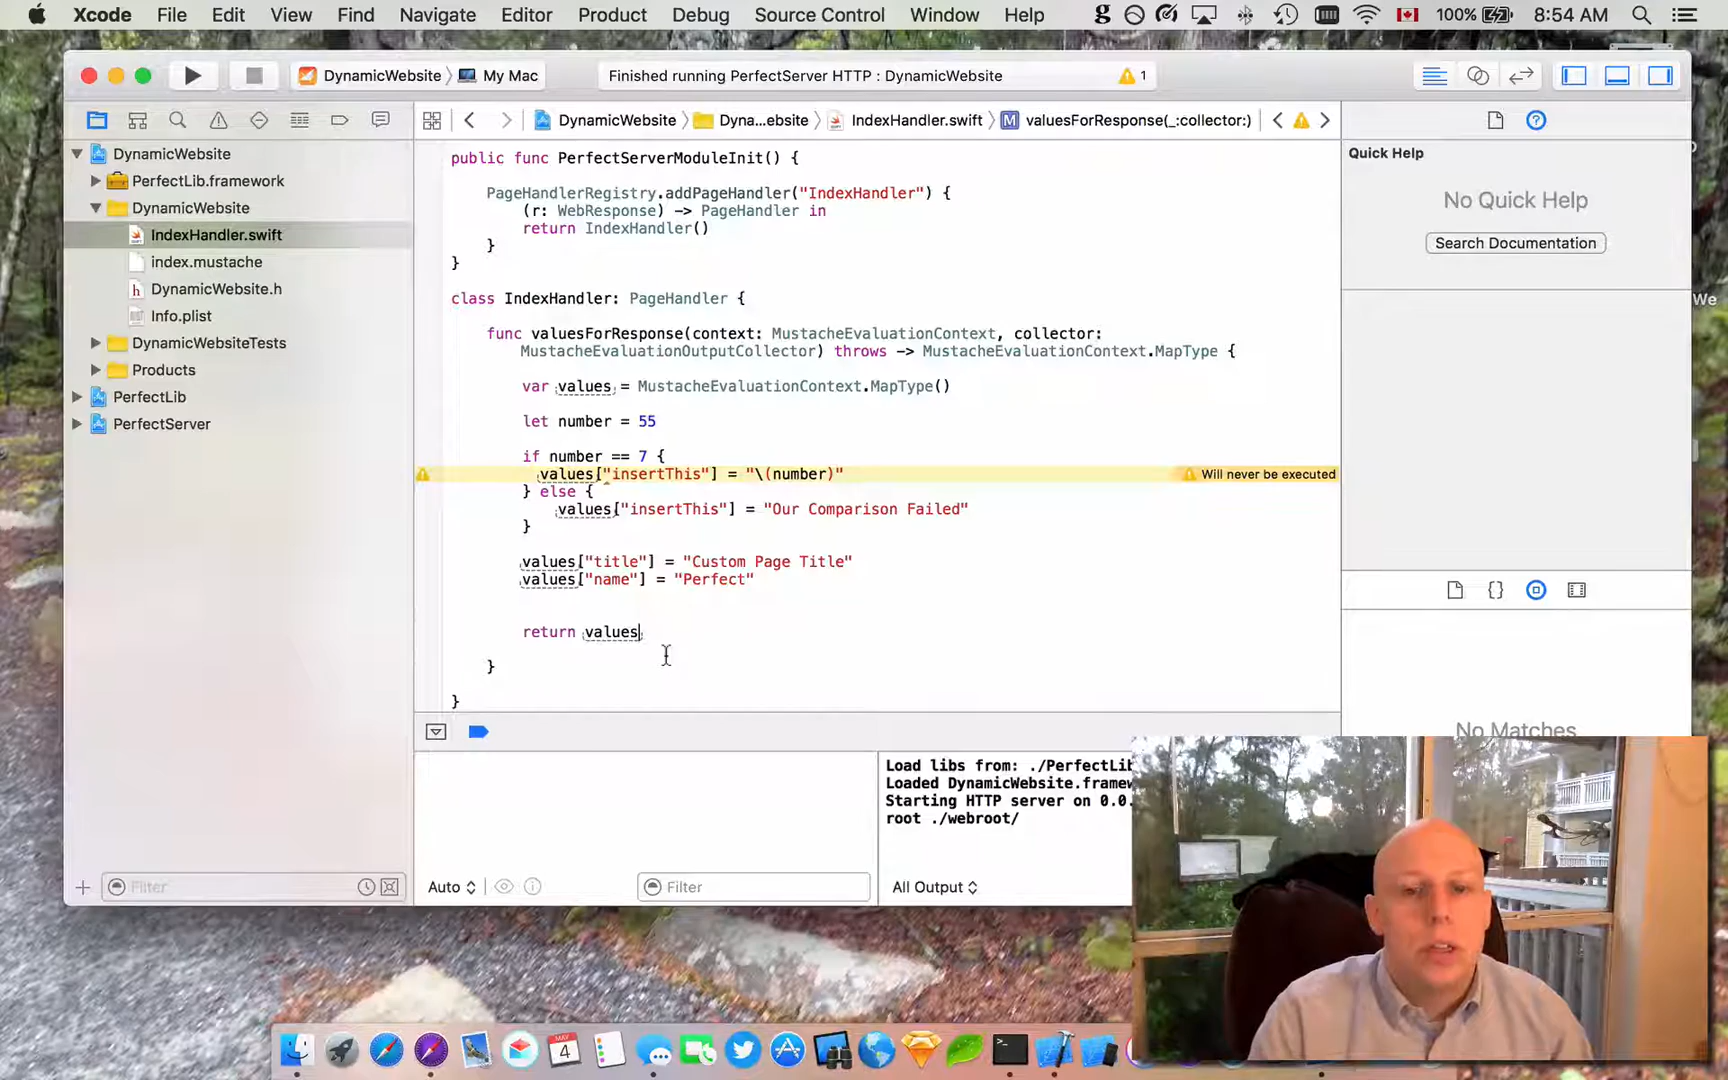 Xcode File Edit View Find Navigate Editor Product Debug Source Control Window Help 100% 8:54 AM
DynamicWebsite My Mac Finished running PerfectServer HTTP : DynamicWebsite 1
DynamicWebsite Dyna...ebsite IndexHandler.swift M valuesForResponse(_:collector:)
DynamicWebsite
PerfectLib.framework
DynamicWebsite
IndexHandler.swift
index.mustache
h DynamicWebsite.h
Info.plist
DynamicWebsiteTests
Products
PerfectLib
PerfectServer
Filter
public func PerfectServerModuleInit() {
PageHandlerRegistry.addPageHandler("IndexHandler") {
(r: WebResponse) -> PageHandler in
return IndexHandler()
}
}
class IndexHandler: PageHandler {
func valuesForResponse(context: MustacheEvaluationContext, collector:
MustacheEvaluationOutputCollector) throws -> MustacheEvaluationContext.MapType {
var values = MustacheEvaluationContext.MapType()
let number = 55
if number == 7 {
values["insertThis"] = "\(number)" Will never be executed
} else {
values["insertThis"] = "Our Comparison Failed"
}
values["title"] = "Custom Page Title"
values["name"] = "Perfect"
return values
}
}
Quick Help
No Quick Help
Search Documentation
No Matches
We
Load libs from: ./PerfectLib
Loaded DynamicWebsite.framew
Starting HTTP server on 0.0.
root ./webroot/
Auto Filter All Output
MAY
4